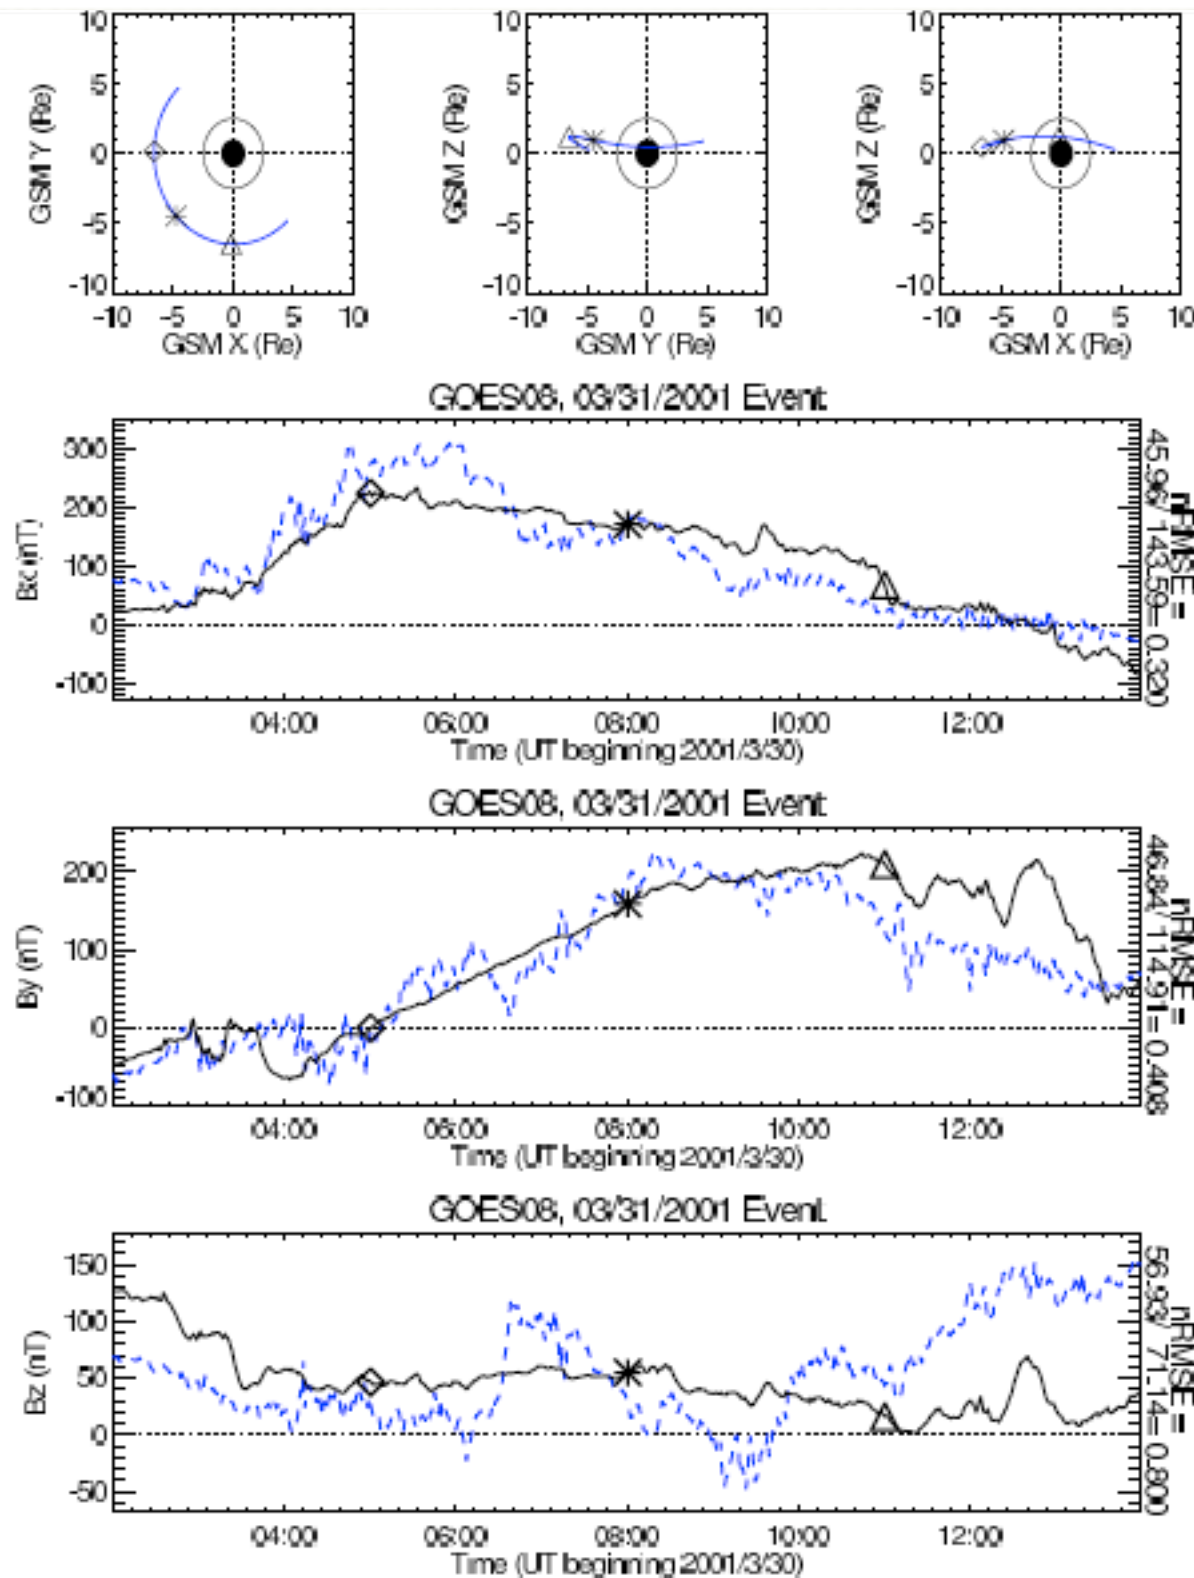 10
5
0
-5
-10
GSM Y (Re)
-10 -5 0 5 10
GSM X (Re)
10
5
0
-5
-10
GSM Z (Re)
-10 -5 0 5 10
GSM Y (Re)
10
5
0
-5
-10
GSM Z (Re)
-10 -5 0 5 10
GSM X (Re)
GOES08, 03/31/2001 Event
300
200
100
0
-100
04:00 06:00 08:00 10:00 12:00
Time (UT beginning 2001/3/30)
nRMSE =
45.96/ 143.59= 0.320
GOES08, 03/31/2001 Event
200
100
0
-100
By (nT)
04:00 06:00 08:00 10:00 12:00
Time (UT beginning 2001/3/30)
nRMSE =
46.84/ 114.91= 0.408
GOES08, 03/31/2001 Event
150
100
50
0
-50
Bz (nT)
04:00 06:00 08:00 10:00 12:00
Time (UT beginning 2001/3/30)
nRMSE =
56.93/ 71.14= 0.800